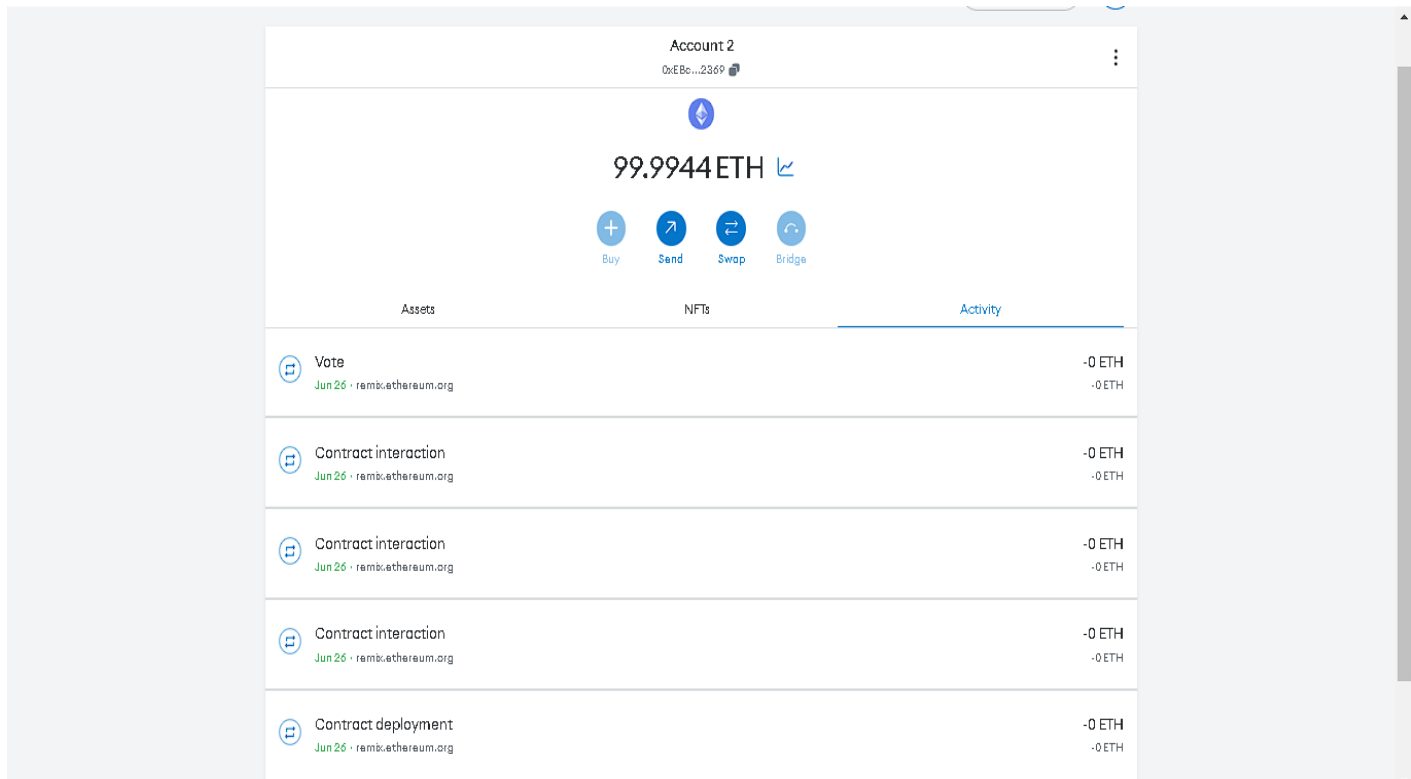 Account 2
0xEBc...2369
99.9944 ETH
Buy Send Swap Bridge
Assets NFTs Activity
Vote -0 ETH
Jun 26 · remix.ethereum.org -0 ETH
Contract interaction -0 ETH
Jun 26 · remix.ethereum.org -0 ETH
Contract interaction -0 ETH
Jun 26 · remix.ethereum.org -0 ETH
Contract interaction -0 ETH
Jun 26 · remix.ethereum.org -0 ETH
Contract deployment -0 ETH
Jun 26 · remix.ethereum.org -0 ETH